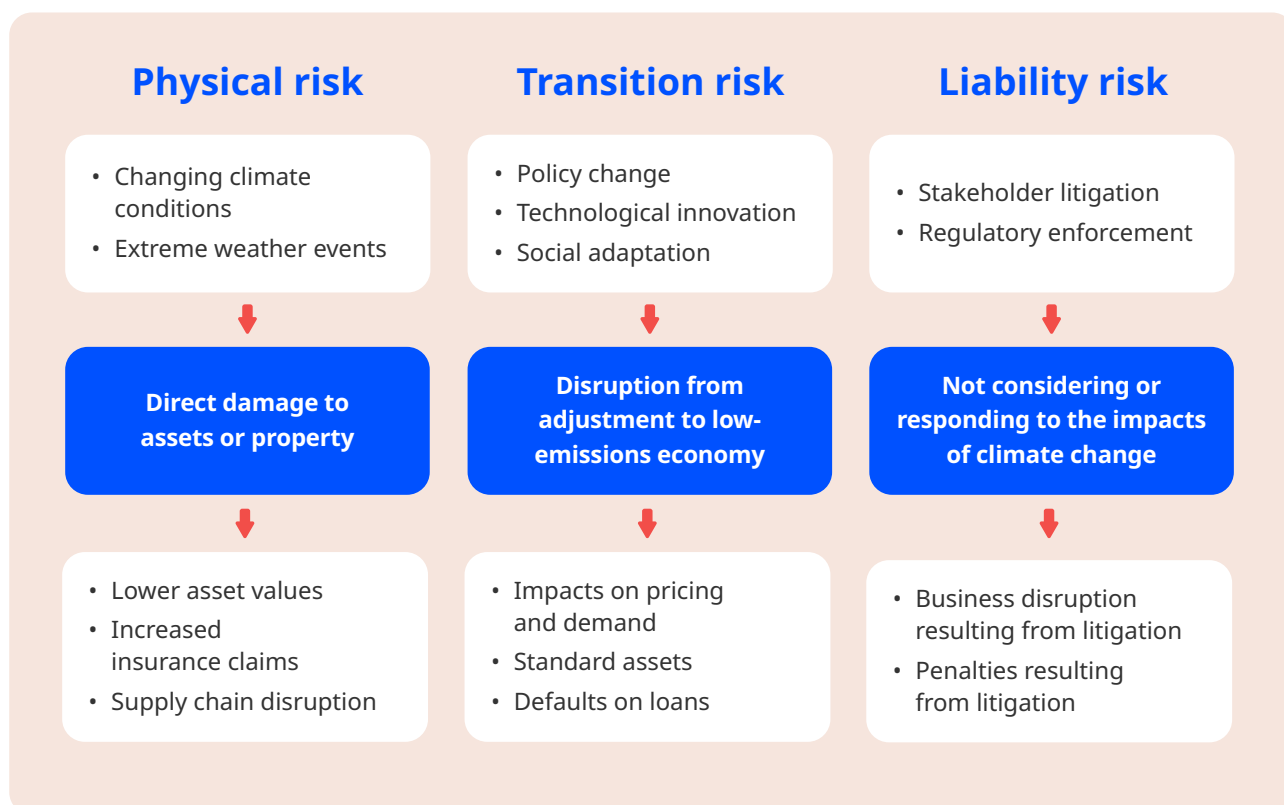 Physical risk
• Changing climate
conditions
• Extreme weather events
Direct damage to
assets or property
• Lower asset values
• Increased
insurance claims
• Supply chain disruption
Transition risk
• Policy change
• Technological innovation
• Social adaptation
Disruption from
adjustment to low-
emissions economy
• Impacts on pricing
and demand
• Standard assets
• Defaults on loans
Liability risk
• Stakeholder litigation
• Regulatory enforcement
Not considering or
responding to the impacts
of climate change
• Business disruption
resulting from litigation
• Penalties resulting
from litigation